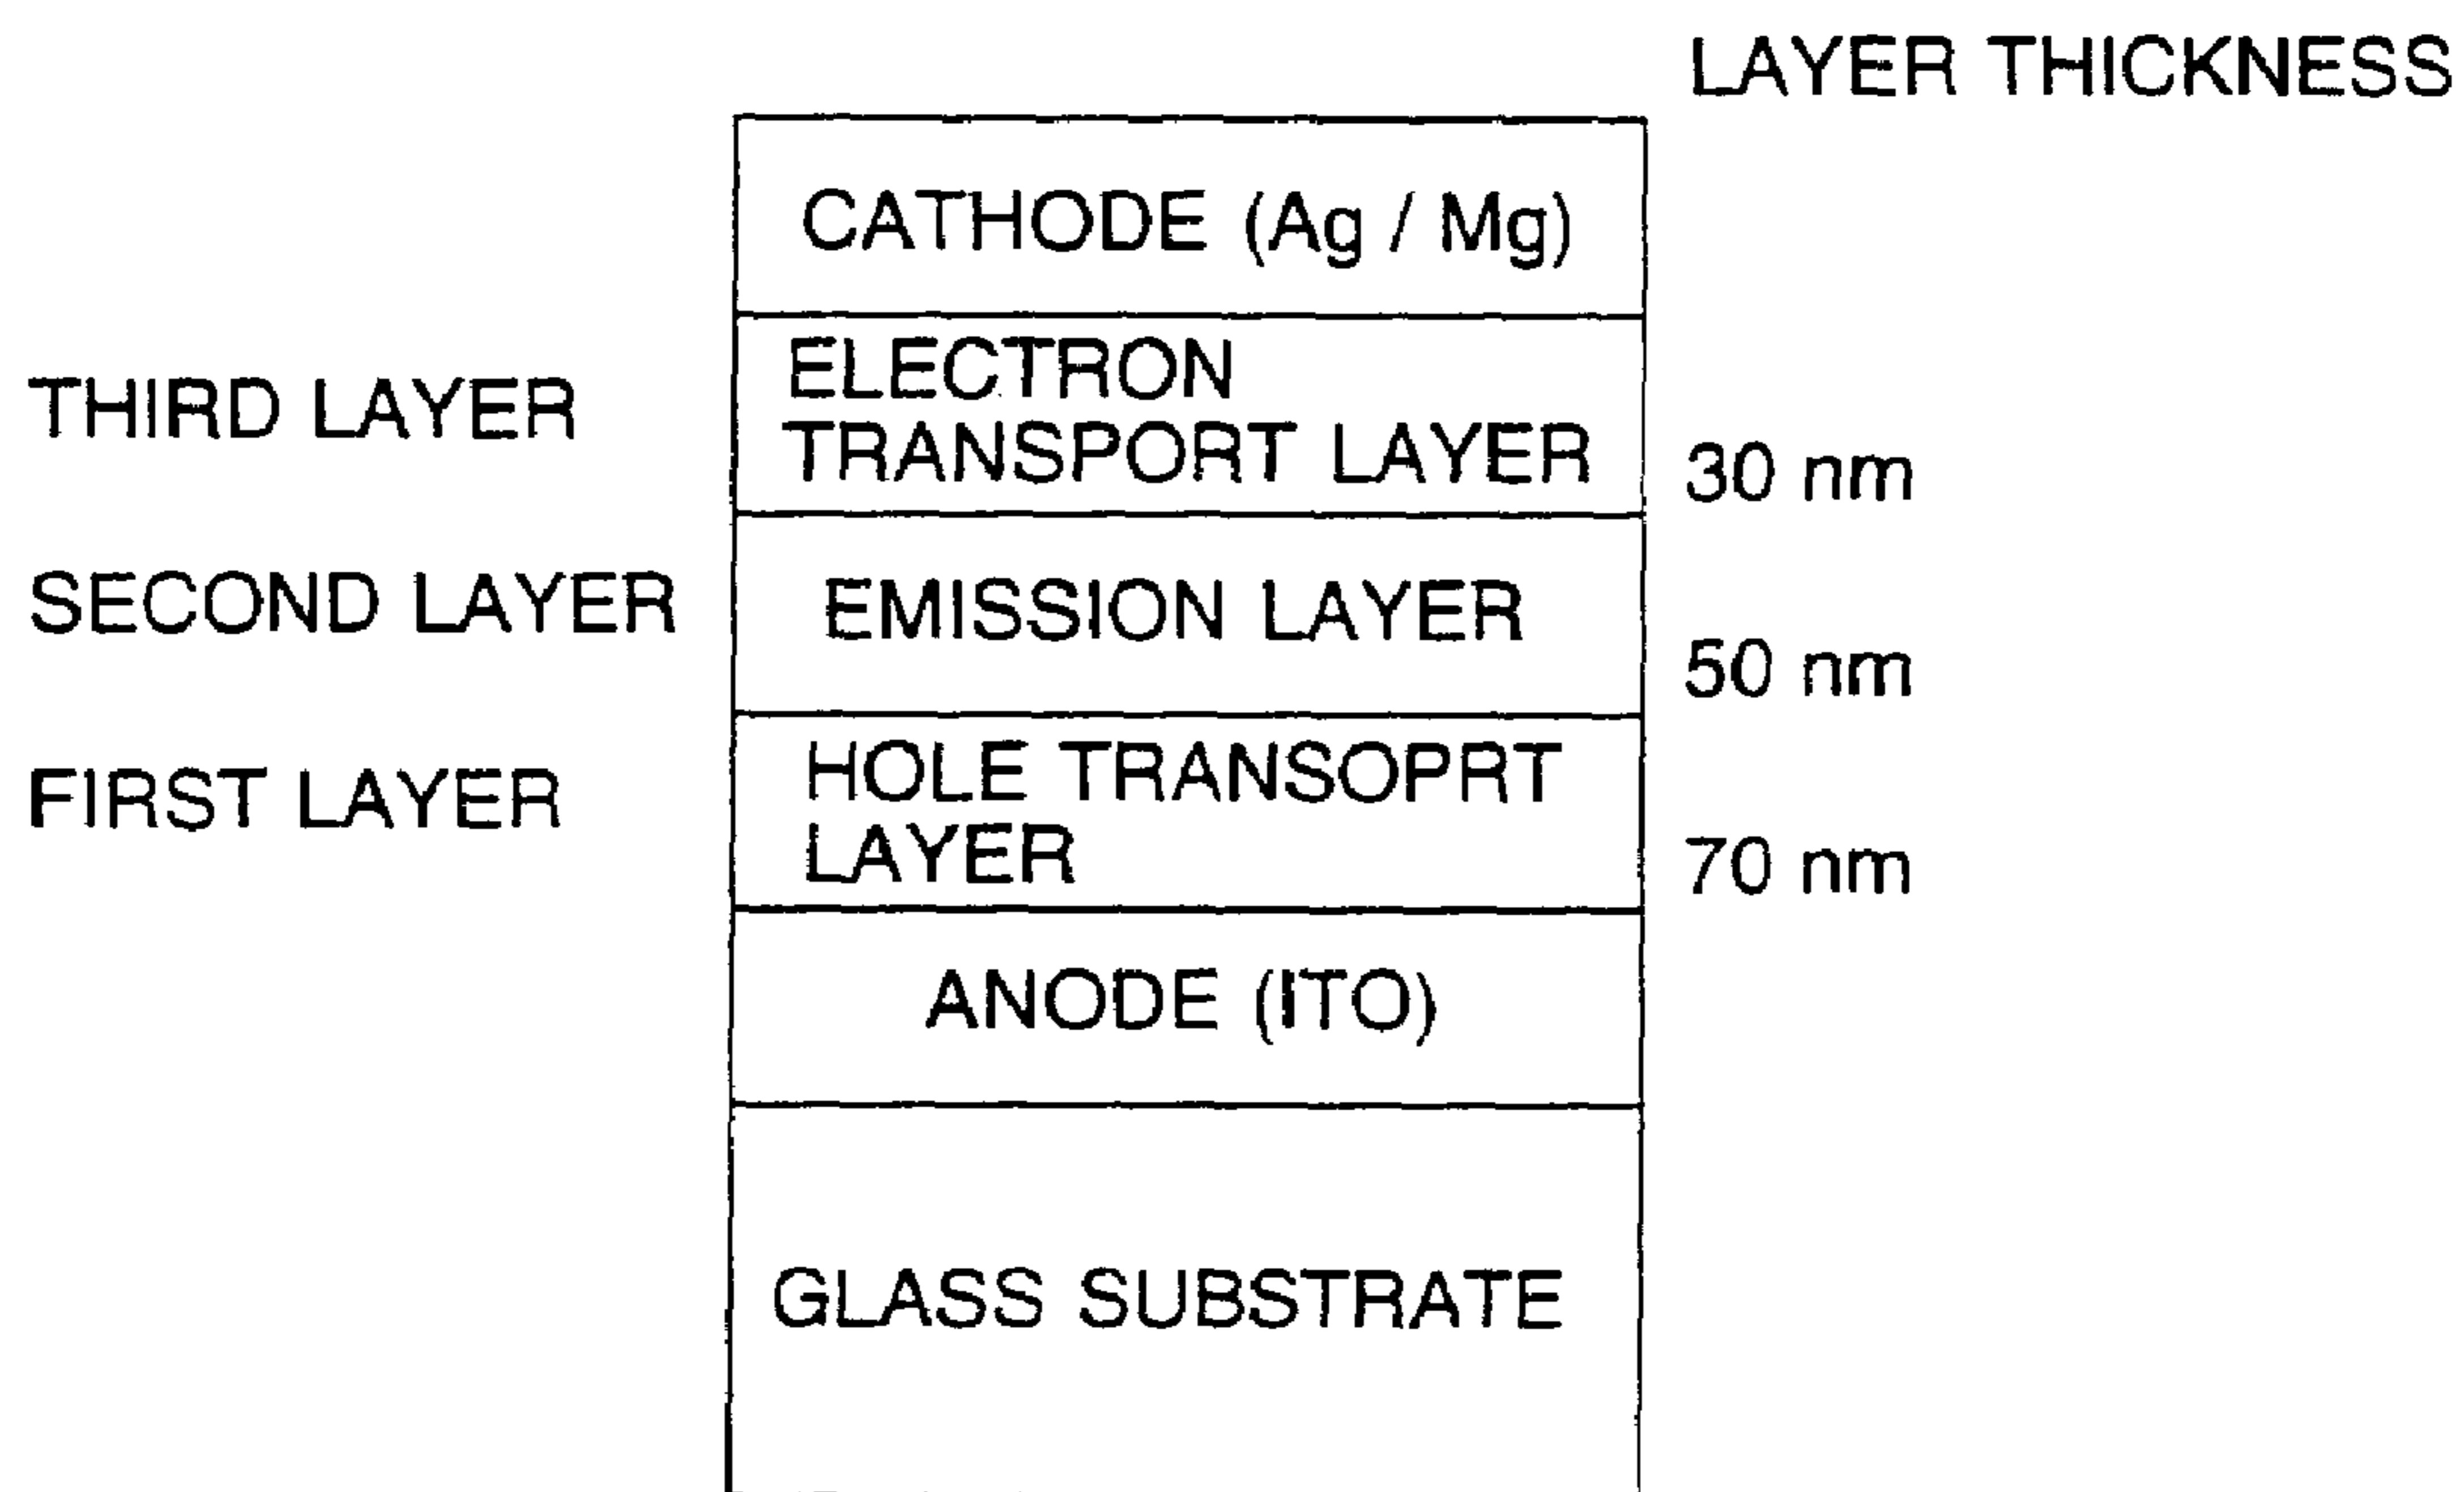 LAYER THICKNESS
CATHODE (Ag / Mg)
THIRD LAYER
ELECTRON
TRANSPORT LAYER
30 nm
SECOND LAYER
EMISSION LAYER
50 nm
FIRST LAYER
HOLE TRANSOPRT
LAYER
70 nm
ANODE (ITO)
GLASS SUBSTRATE